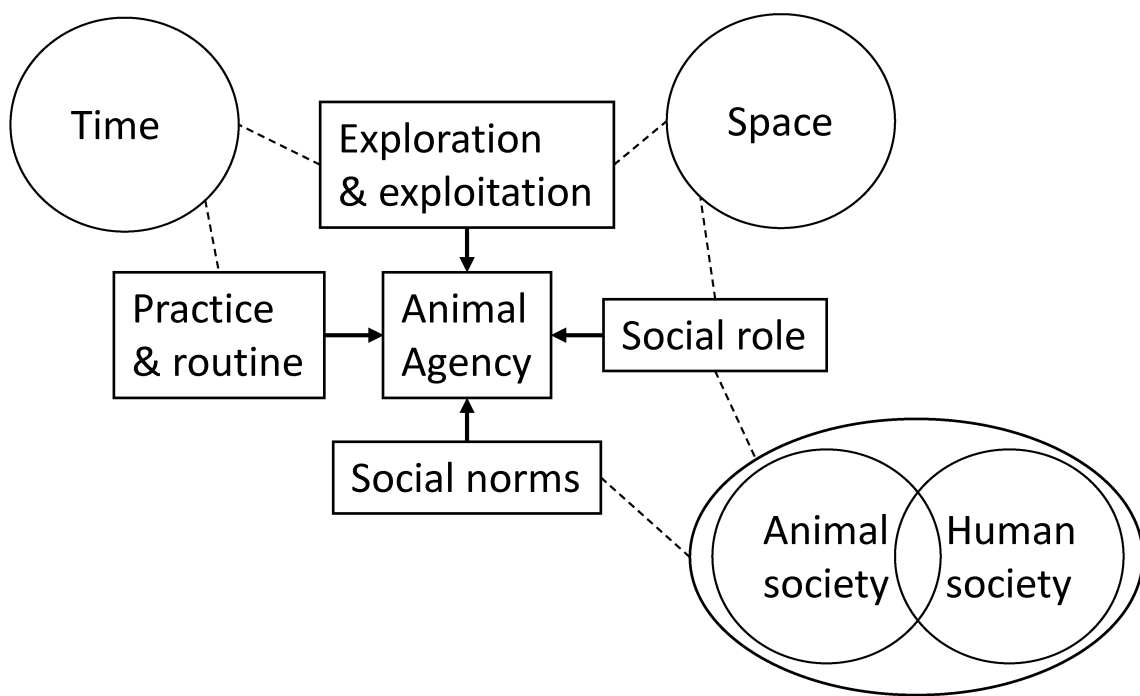 Time
Exploration
& exploitation
Space
Practice
& routine
Animal
Agency
Social role
Social norms
Animal
society
Human
society